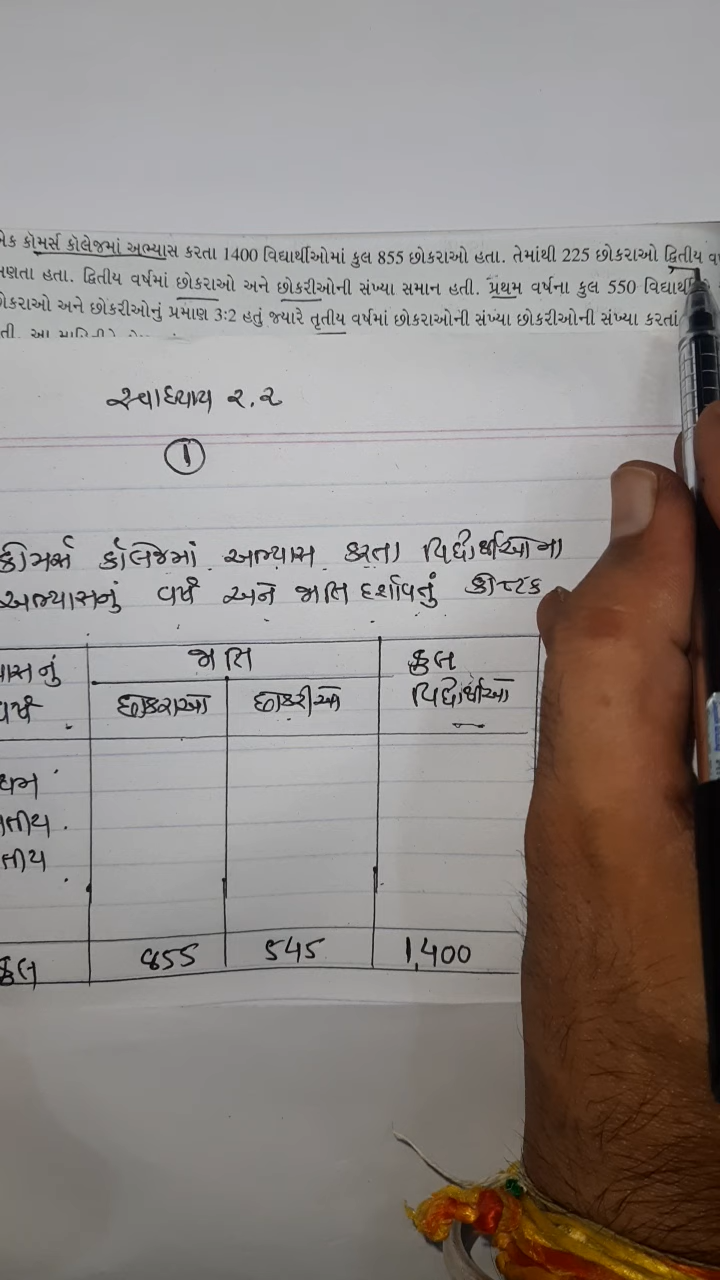 કૉમર્સ કૉલેજમાં અભ્યાસ કરતા 1400 વિદ્યાર્થીઓમાં કુલ 855 છોકરાઓ હતા. તેમાંથી 225 છોકરાઓ દ્વિતીય
હતા. દ્વિતીય વર્ષમાં છોકરાઓ અને છોકરીઓની સંખ્યા સમાન હતી. પ્રથમ વર્ષના કુલ 550
અને છોકરીઓનું પ્રમાણ 3:2 હતું જ્યારે તૃતીય વર્ષમાં છોકરાઓની સંખ્યા છોકરીઓની સંખ્યા કરતાં
સ્વાધ્યાય ૨.૨
1
કોમર્સ કૉલેજમાં અભ્યાસ કરતા વિદ્યાર્થીઓના
અભ્યાસનું વર્ષ અને જાતિ દર્શાવતું કોષ્ટક
જાતિ કુલ
છોકરાઓ છોકરીઓ વિદ્યાર્થીઓ
કુલ 855 545 1,400